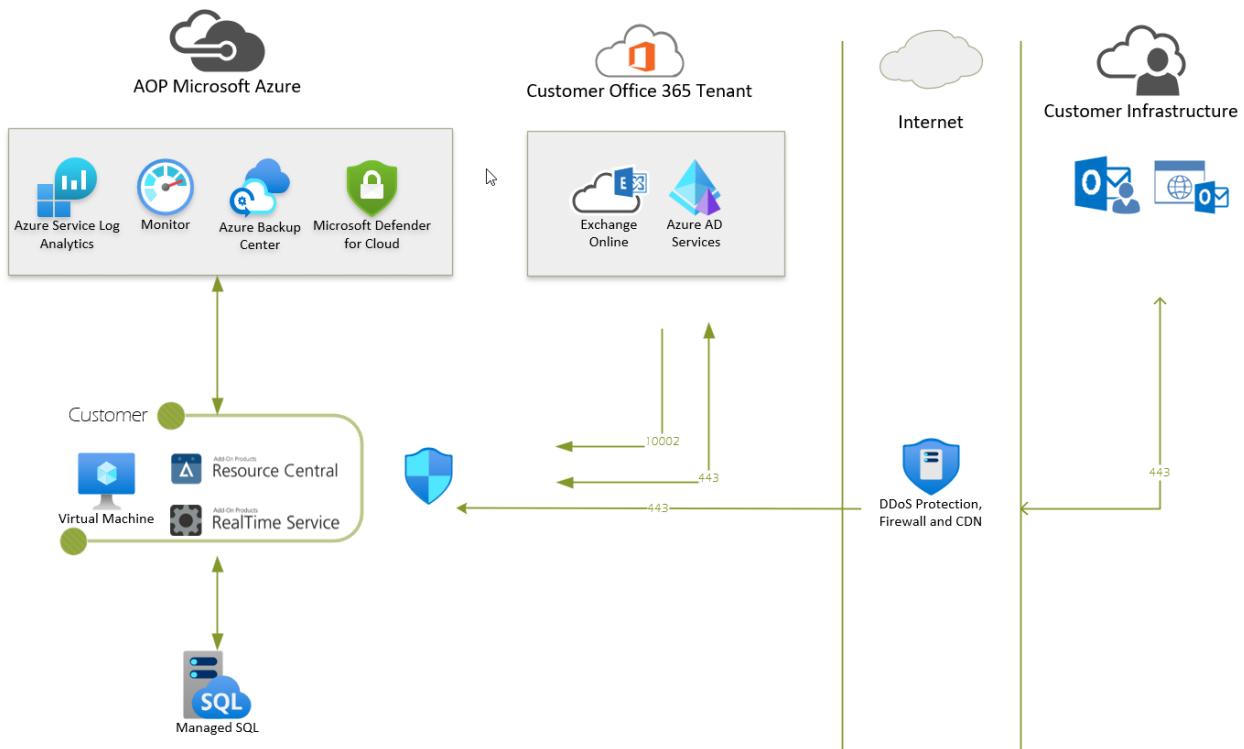 AOP Microsoft Azure
Customer Office 365 Tenant
Internet
Customer Infrastructure
Azure Service Log
Analytics
Monitor
Azure Backup
Center
Microsoft Defender
for Cloud
Exchange
Online
Azure AD
Services
E
O
Customer
Virtual Machine
Add-On Products
Resource Central
Add-On Products
RealTime Service
10002
443
443
DDoS Protection,
Firewall and CDN
443
SQL
Managed SQL